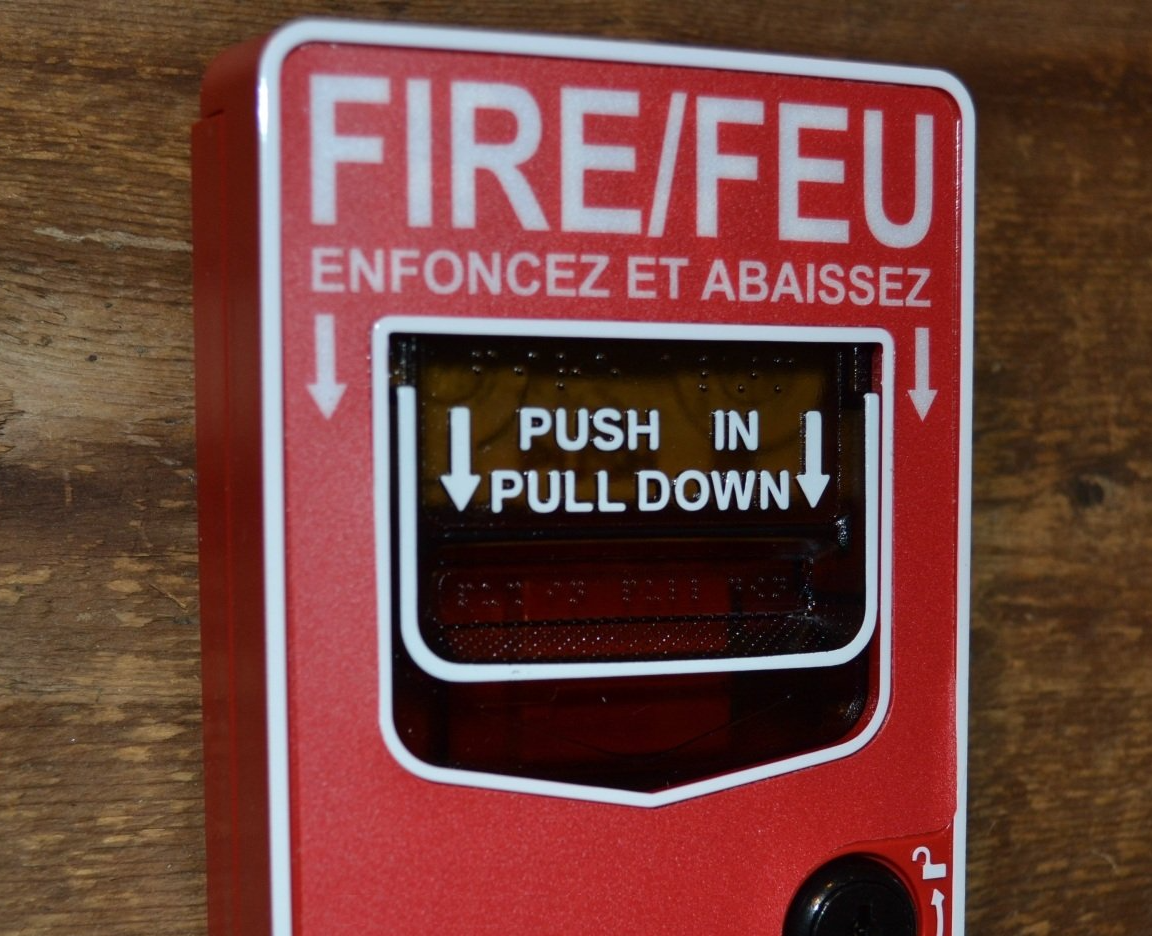 FIRE/FEU
ENFONCEZ ET ABAISSEZ
PUSH IN
PULL DOWN